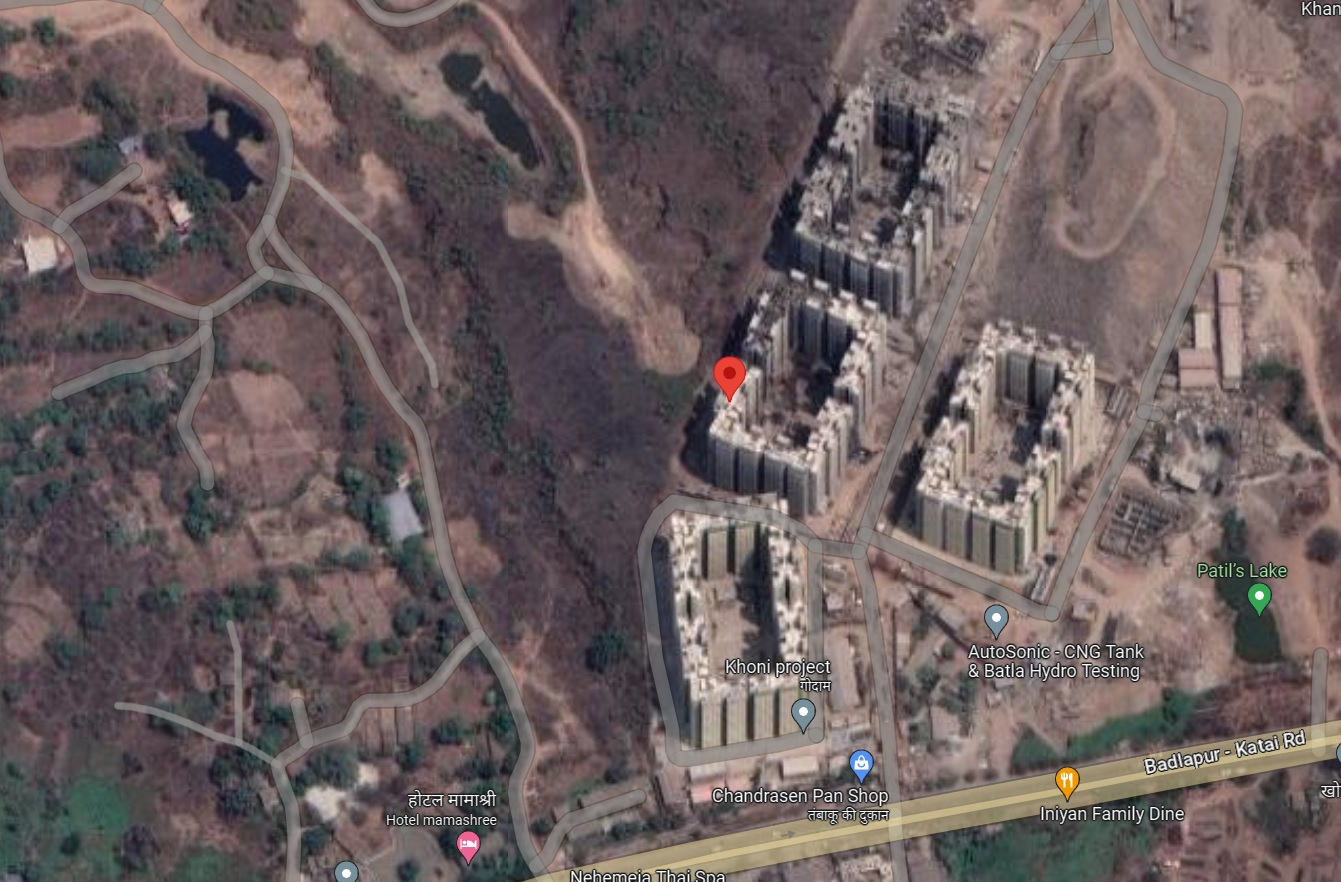 Khan
Patil's Lake
AutoSonic - CNG Tank
& Batla Hydro Testing
Khoni project
गोदाम
Badlapur - Katai Rd
Chandrasen Pan Shop
तंबाकू की दुकान
Iniyan Family Dine
खो
होटल मामाश्री
Hotel mamashree
Nehemeia Thai Spa